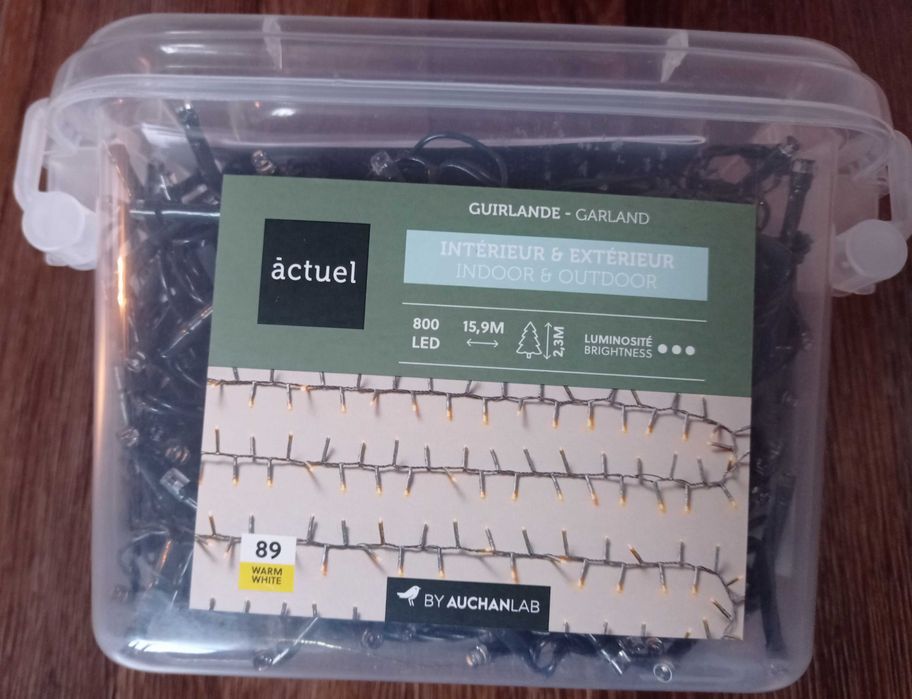 GUIRLANDE - GARLAND
āctuel
INTÉRIEUR & EXTÉRIEUR
INDOOR & OUTDOOR
800
LED
15,9M
2,3M
LUMINOSITÉ
BRIGHTNESS
89
WARM
WHITE
BY AUCHANLAB